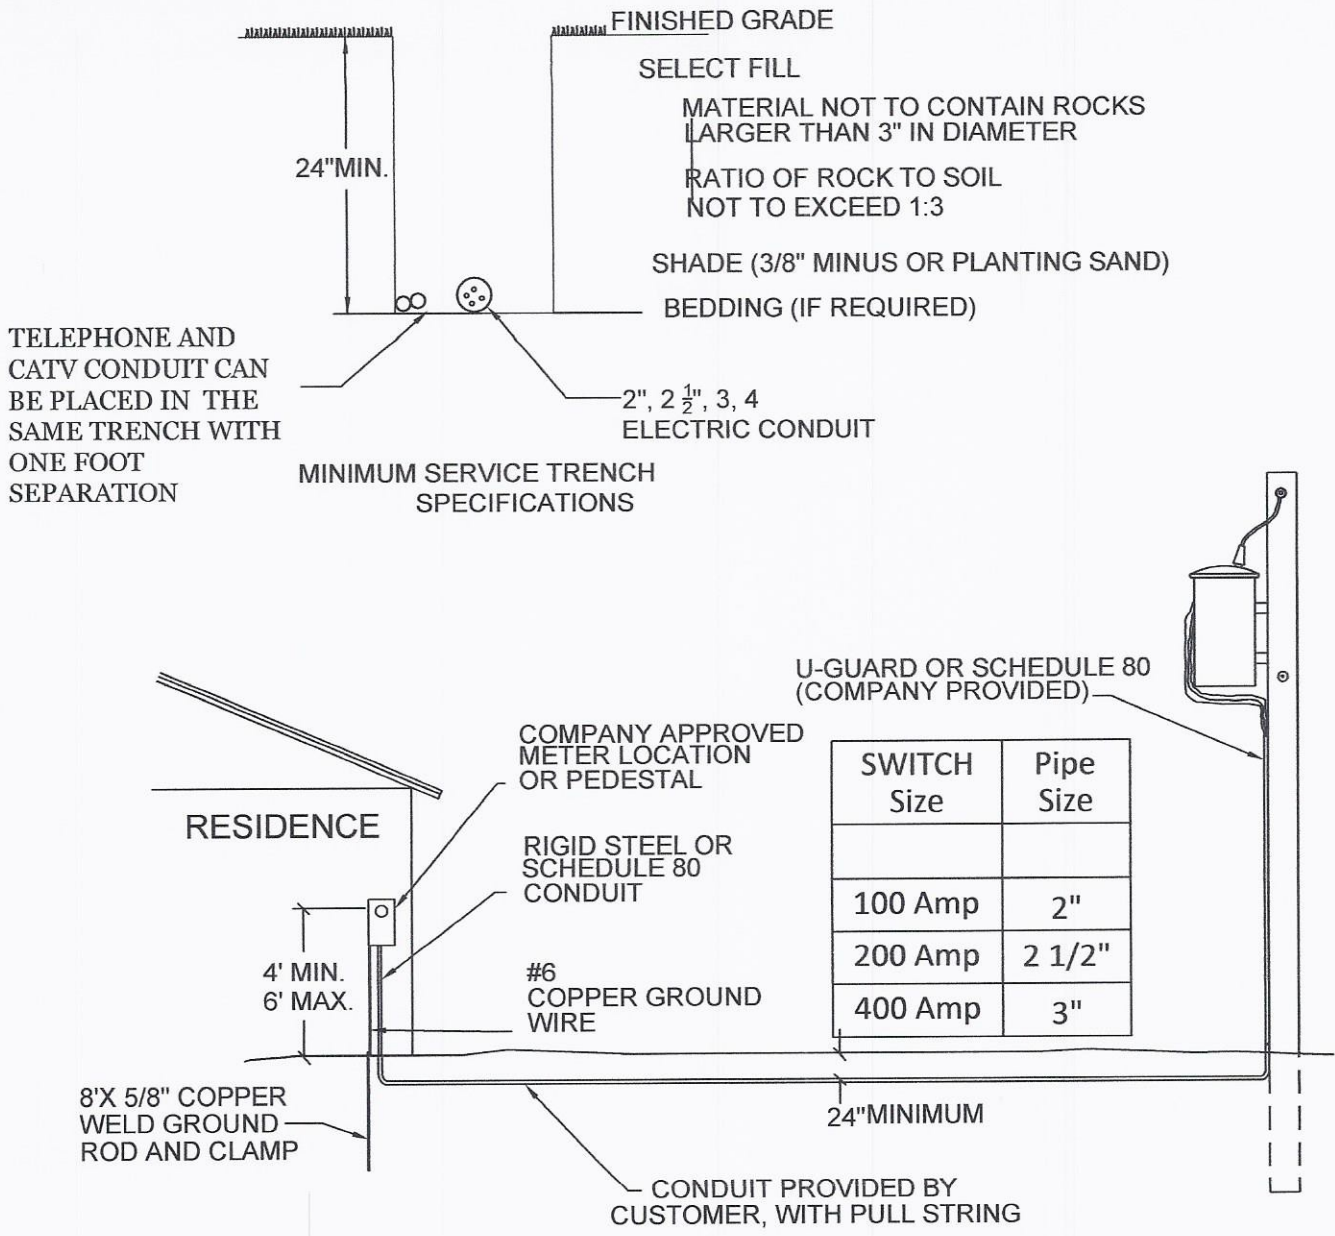 FINISHED GRADE
SELECT FILL
MATERIAL NOT TO CONTAIN ROCKS
LARGER THAN 3" IN DIAMETER
24"MIN.
RATIO OF ROCK TO SOIL
NOT TO EXCEED 1:3
SHADE (3/8" MINUS OR PLANTING SAND)
BEDDING (IF REQUIRED)
TELEPHONE AND
CATV CONDUIT CAN
BE PLACED IN THE
SAME TRENCH WITH
ONE FOOT
SEPARATION
2", 2 1/2", 3, 4
ELECTRIC CONDUIT
MINIMUM SERVICE TRENCH
SPECIFICATIONS
U-GUARD OR SCHEDULE 80
(COMPANY PROVIDED)
COMPANY APPROVED
METER LOCATION
OR PEDESTAL
RESIDENCE
RIGID STEEL OR
SCHEDULE 80
CONDUIT
SWITCH Size
Pipe Size
100 Amp 2"
200 Amp 2 1/2"
400 Amp 3"
4' MIN.
6' MAX.
#6
COPPER GROUND
WIRE
8'X 5/8" COPPER
WELD GROUND
ROD AND CLAMP
24"MINIMUM
CONDUIT PROVIDED BY
CUSTOMER, WITH PULL STRING